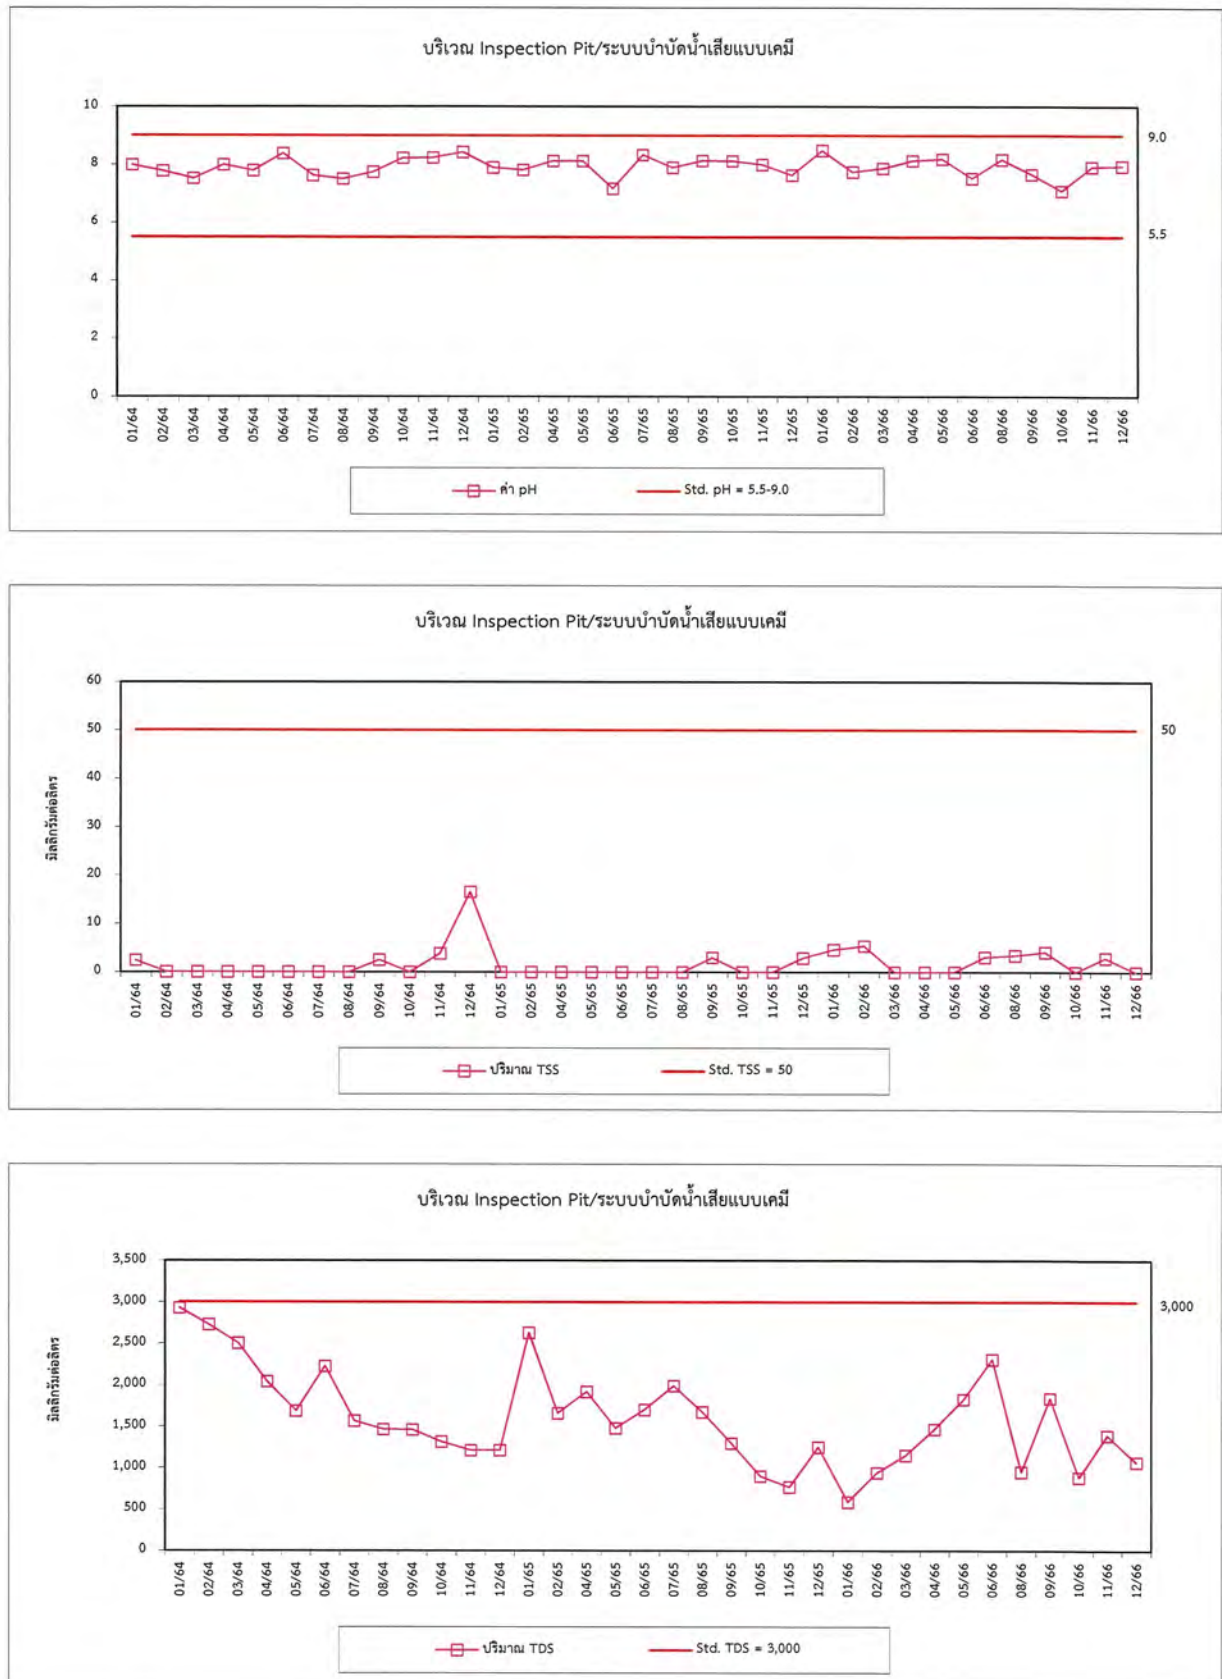 บริเวณ Inspection Pit/ระบบบำบัดน้ำเสียแบบเคมี
10
8
6
4
2
0
9.0
5.5
01/64 02/64 03/64 04/64 05/64 06/64 07/64 08/64 09/64 10/64 11/64 12/64 01/65 02/65 04/65 05/65 06/65 07/65 08/65 09/65 10/65 11/65 12/65 01/66 02/66 03/66 04/66 05/66 06/66 08/66 09/66 10/66 11/66 12/66
ค่า pH
Std. pH = 5.5-9.0
บริเวณ Inspection Pit/ระบบบำบัดน้ำเสียแบบเคมี
มิลลิกรัมต่อลิตร
60
50
40
30
20
10
0
50
01/64 02/64 03/64 04/64 05/64 06/64 07/64 08/64 09/64 10/64 11/64 12/64 01/65 02/65 04/65 05/65 06/65 07/65 08/65 09/65 10/65 11/65 12/65 01/66 02/66 03/66 04/66 05/66 06/66 08/66 09/66 10/66 11/66 12/66
ปริมาณ TSS
Std. TSS = 50
บริเวณ Inspection Pit/ระบบบำบัดน้ำเสียแบบเคมี
มิลลิกรัมต่อลิตร
3,500
3,000
2,500
2,000
1,500
1,000
500
0
3,000
01/64 02/64 03/64 04/64 05/64 06/64 07/64 08/64 09/64 10/64 11/64 12/64 01/65 02/65 04/65 05/65 06/65 07/65 08/65 09/65 10/65 11/65 12/65 01/66 02/66 03/66 04/66 05/66 06/66 08/66 09/66 10/66 11/66 12/66
ปริมาณ TDS
Std. TDS = 3,000